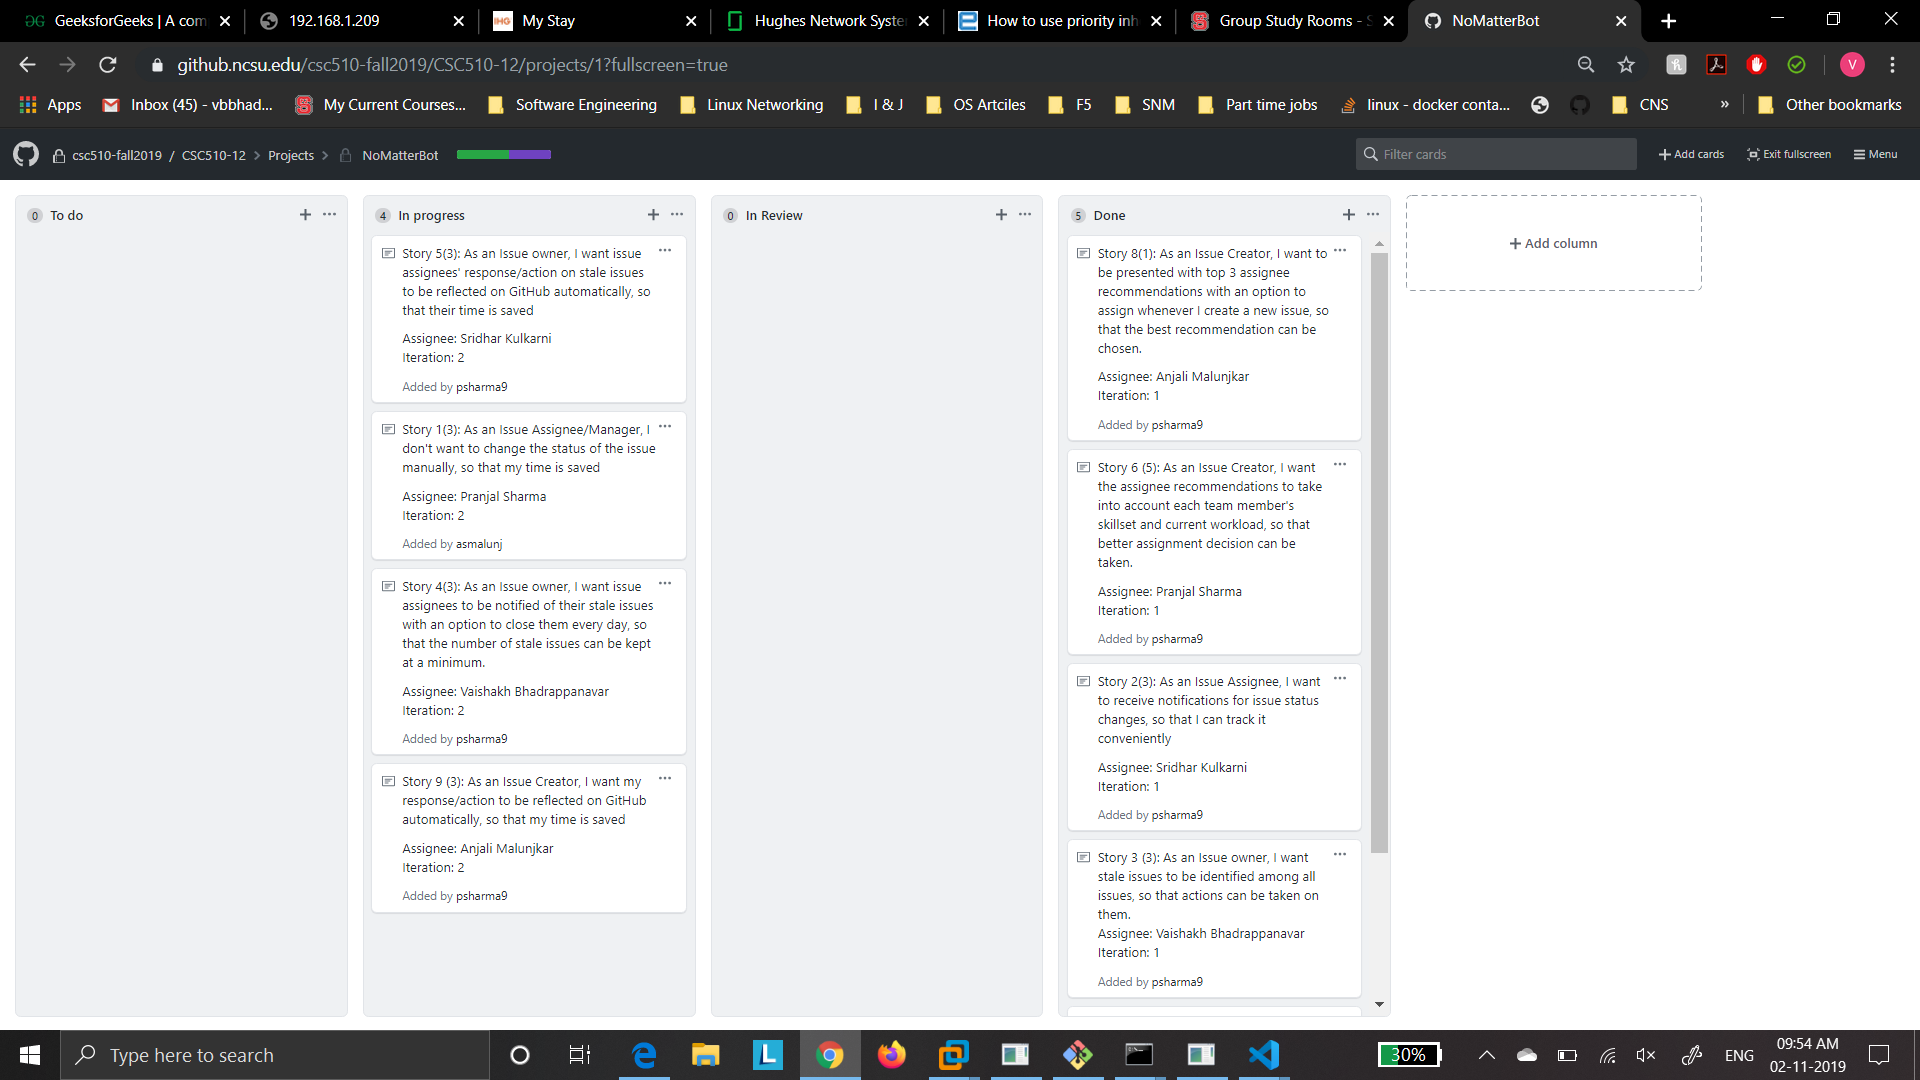 GeeksforGeeks | A com
192.168.1.209
IHG
My Stay
Hughes Network Syste
How to use priority inh
Group Study Rooms - S
NoMatterBot
github.ncsu.edu/csc510-fall2019/CSC510-12/projects/1?fullscreen=true
V
Apps
Inbox (45) - vbbhad...
My Current Courses...
Software Engineering
Linux Networking
I & J
OS Artciles
F5
SNM
Part time jobs
linux - docker conta...
CNS
»
Other bookmarks
csc510-fall2019 / CSC510-12 > Projects > NoMatterBot
Filter cards
Add cards
Exit fullscreen
Menu
0 To do
4 In progress
Story 5(3): As an Issue owner, I want issue
assignees' response/action on stale issues
to be reflected on GitHub automatically, so
that their time is saved
Assignee: Sridhar Kulkarni
Iteration: 2
Added by psharma9
Story 1(3): As an Issue Assignee/Manager, I
don't want to change the status of the issue
manually, so that my time is saved
Assignee: Pranjal Sharma
Iteration: 2
Added by asmalunj
Story 4(3): As an Issue owner, I want issue
assignees to be notified of their stale issues
with an option to close them every day, so
that the number of stale issues can be kept
at a minimum.
Assignee: Vaishakh Bhadrappanavar
Iteration: 2
Added by psharma9
Story 9 (3): As an Issue Creator, I want my
response/action to be reflected on GitHub
automatically, so that my time is saved
Assignee: Anjali Malunjkar
Iteration: 2
Added by psharma9
0 In Review
5 Done
Story 8(1): As an Issue Creator, I want to
be presented with top 3 assignee
recommendations with an option to
assign whenever I create a new issue, so
that the best recommendation can be
chosen.
Assignee: Anjali Malunjkar
Iteration: 1
Added by psharma9
Story 6 (5): As an Issue Creator, I want
the assignee recommendations to take
into account each team member's
skillset and current workload, so that
better assignment decision can be
taken.
Assignee: Pranjal Sharma
Iteration: 1
Added by psharma9
Story 2(3): As an Issue Assignee, I want
to receive notifications for issue status
changes, so that I can track it
conveniently
Assignee: Sridhar Kulkarni
Iteration: 1
Added by psharma9
Story 3 (3): As an Issue owner, I want
stale issues to be identified among all
issues, so that actions can be taken on
them.
Assignee: Vaishakh Bhadrappanavar
Iteration: 1
Added by psharma9
Add column
Type here to search
L
30%
ENG
09:54 AM
02-11-2019